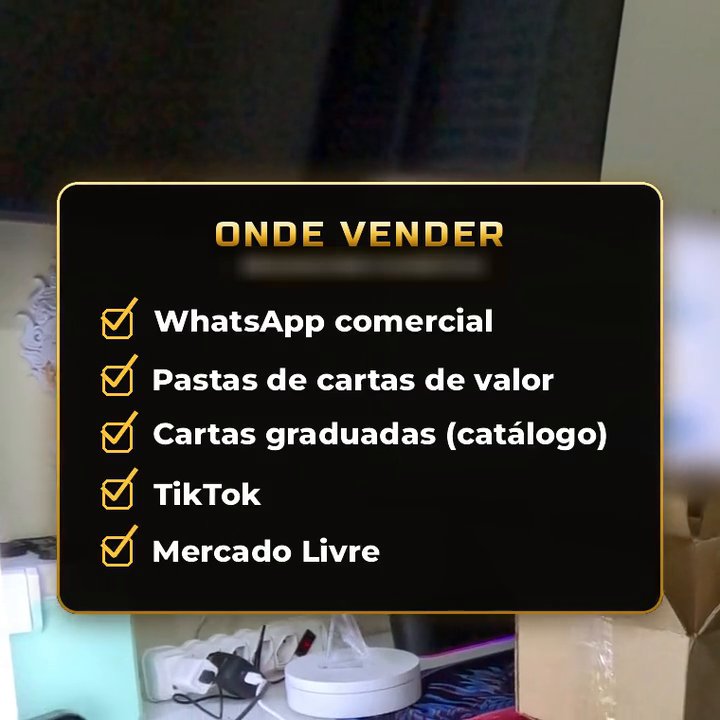 ONDE VENDER
WhatsApp comercial
Pastas de cartas de valor
Cartas graduadas (catálogo)
TikTok
Mercado Livre